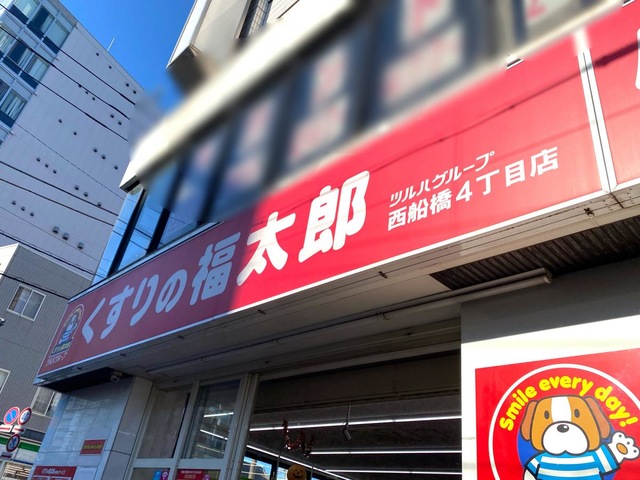 くすりの福太郎
ツルハグループ
西船橋4丁目店
Smile every day!